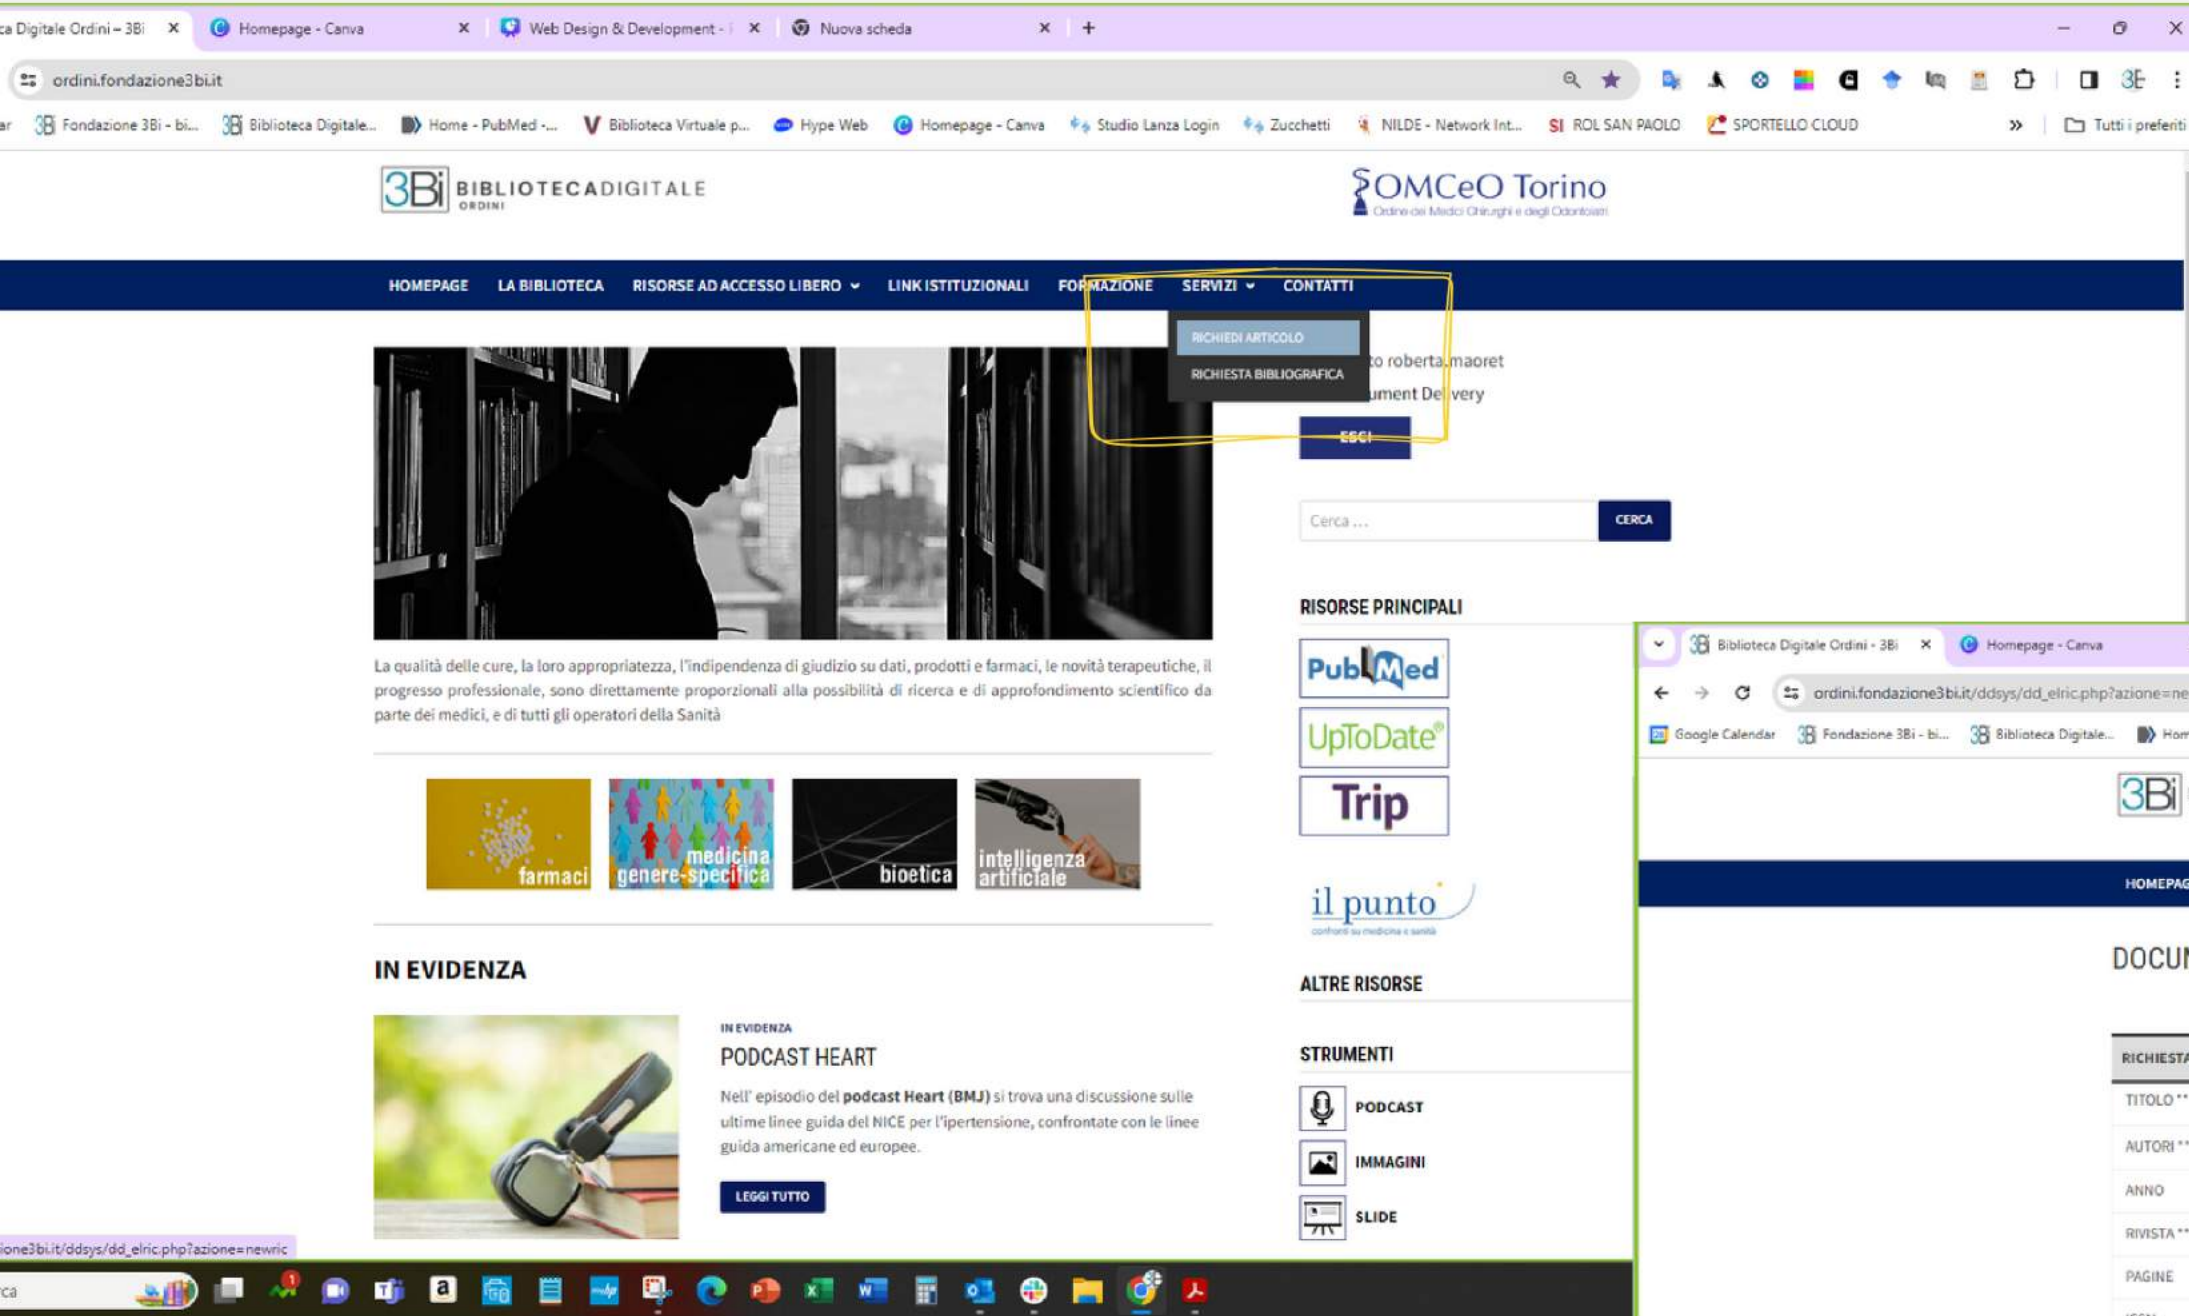 ca Digitale Ordini – 3Bi
Homepage - Canva
Web Design & Development - i
Nuova scheda
ordini.fondazione3bi.it
ar
Fondazione 3Bi - bi...
Biblioteca Digitale...
Home - PubMed -...
Biblioteca Virtuale p...
Hype Web
Homepage - Canva
Studio Lanza Login
Zucchetti
NILDE - Network Int...
ROL SAN PAOLO
SPORTELLO CLOUD
»
Tutti i preferiti
3Bi BIBLIOTECADIGITALE
ORDINI
OMCeO Torino
Ordine dei Medici Chirurghi e degli Odontoiatri
HOMEPAGE LA BIBLIOTECA RISORSE AD ACCESSO LIBERO LINK ISTITUZIONALI FORMAZIONE SERVIZI CONTATTI
RICHIEDI ARTICOLO
RICHIESTA BIBLIOGRAFICA
to roberta.maoret
ument Delivery
ESCI
Cerca ...
CERCA
La qualità delle cure, la loro appropriatezza, l'indipendenza di giudizio su dati, prodotti e farmaci, le novità terapeutiche, il
progresso professionale, sono direttamente proporzionali alla possibilità di ricerca e di approfondimento scientifico da
parte dei medici, e di tutti gli operatori della Sanità
farmaci
medicina
genere-specifica
bioetica
intelligenza
artificiale
IN EVIDENZA
IN EVIDENZA
PODCAST HEART
Nell' episodio del podcast Heart (BMJ) si trova una discussione sulle
ultime linee guida del NICE per l'ipertensione, confrontate con le linee
guida americane ed europee.
LEGGI TUTTO
RISORSE PRINCIPALI
PubMed
UpToDate®
Trip
il punto
confronti su medicina e sanità
ALTRE RISORSE
STRUMENTI
PODCAST
IMMAGINI
SLIDE
Biblioteca Digitale Ordini - 3Bi
Homepage - Canva
ordini.fondazione3bi.it/ddsys/dd_elric.php?azione=ne
Google Calendar
Fondazione 3Bi - bi...
Biblioteca Digitale...
Hom
3Bi
HOMEPAG
DOCUM
RICHIESTA
TITOLO **
AUTORI **
ANNO
RIVISTA **
PAGINE
ione3bi.it/ddsys/dd_elric.php?azione=newric
rca